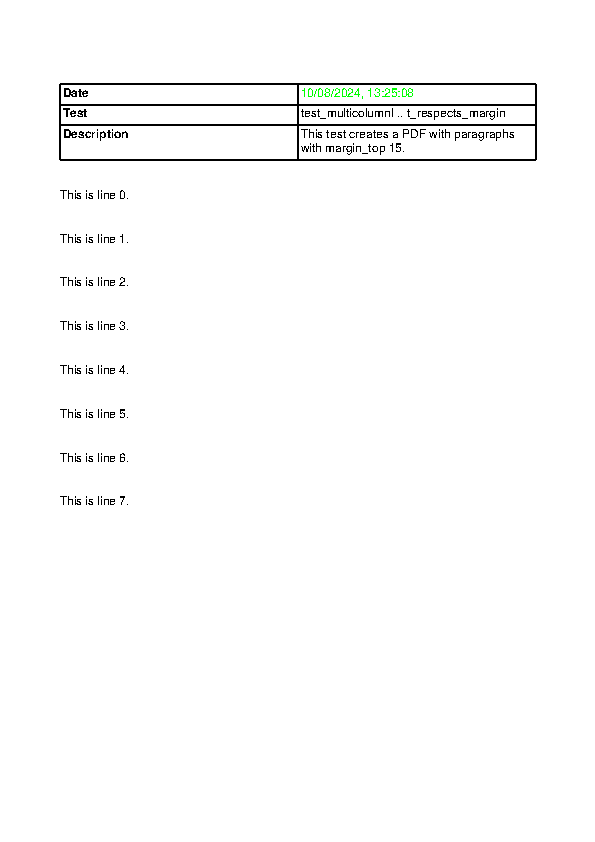 Date 10/08/2024, 13:25:08
Test test_multicolumnl .. t_respects_margin
Description This test creates a PDF with paragraphs
with margin_top 15.
This is line 0.
This is line 1.
This is line 2.
This is line 3.
This is line 4.
This is line 5.
This is line 6.
This is line 7.